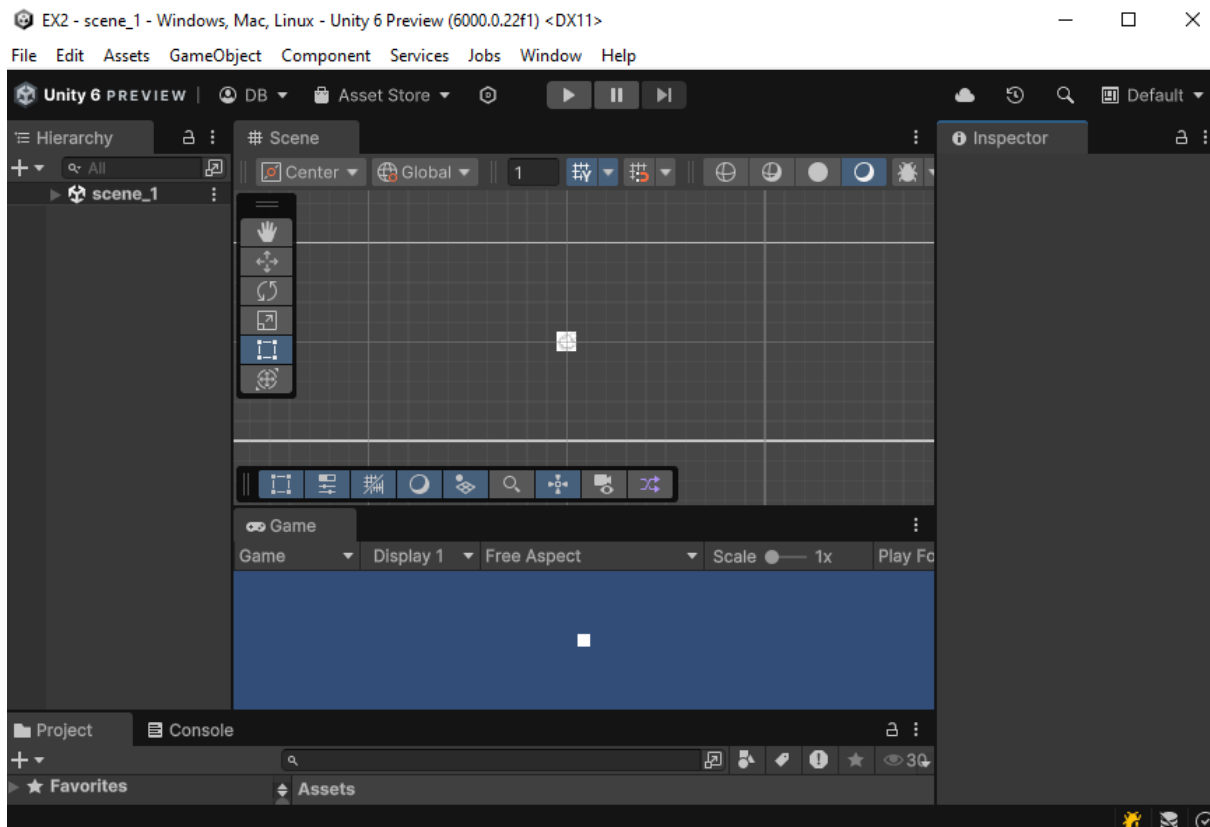 EX2 - scene_1 - Windows, Mac, Linux - Unity 6 Preview (6000.0.22f1) <DX11>
File Edit Assets GameObject Component Services Jobs Window Help
Unity 6 PREVIEW DB Asset Store Default
Hierarchy # Scene Inspector
All Center Global 1
scene_1
Game
Game Display 1 Free Aspect Scale 1x Play Fo
Project Console
30
Favorites Assets